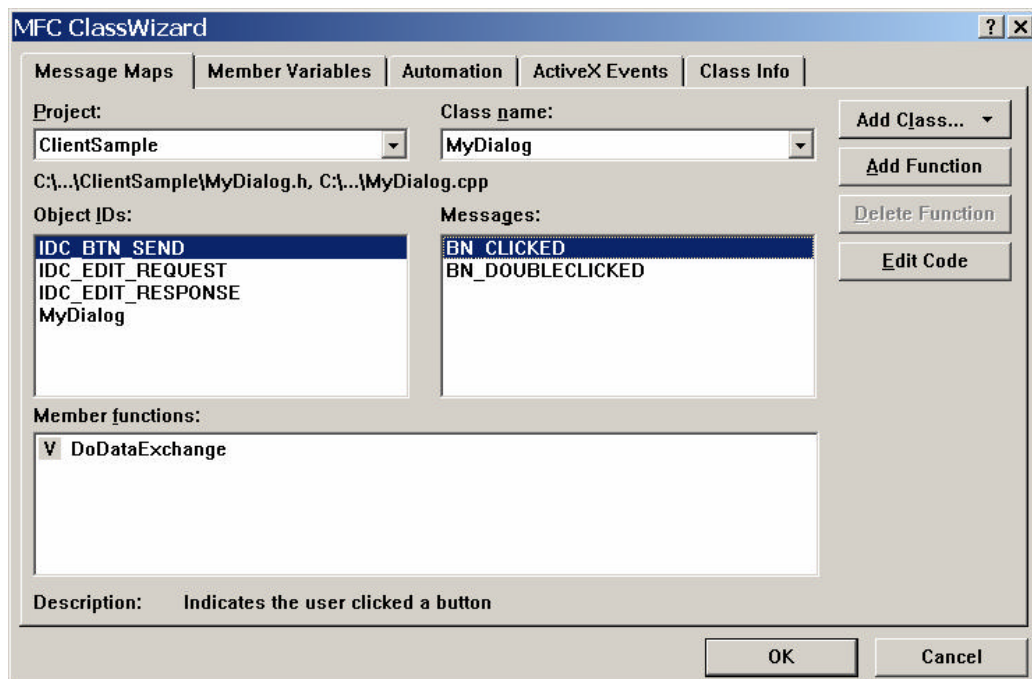 MFC ClassWizard
Message Maps Member Variables Automation ActiveX Events Class Info
Project: Class name:
ClientSample MyDialog
Add Class...
C:\...\ClientSample\MyDialog.h, C:\...\MyDialog.cpp
Add Function
Object IDs: Messages:
Delete Function
IDC_BTN_SEND BN_CLICKED
IDC_EDIT_REQUEST BN_DOUBLECLICKED
Edit Code
IDC_EDIT_RESPONSE
MyDialog
Member functions:
V DoDataExchange
Description: Indicates the user clicked a button
OK Cancel